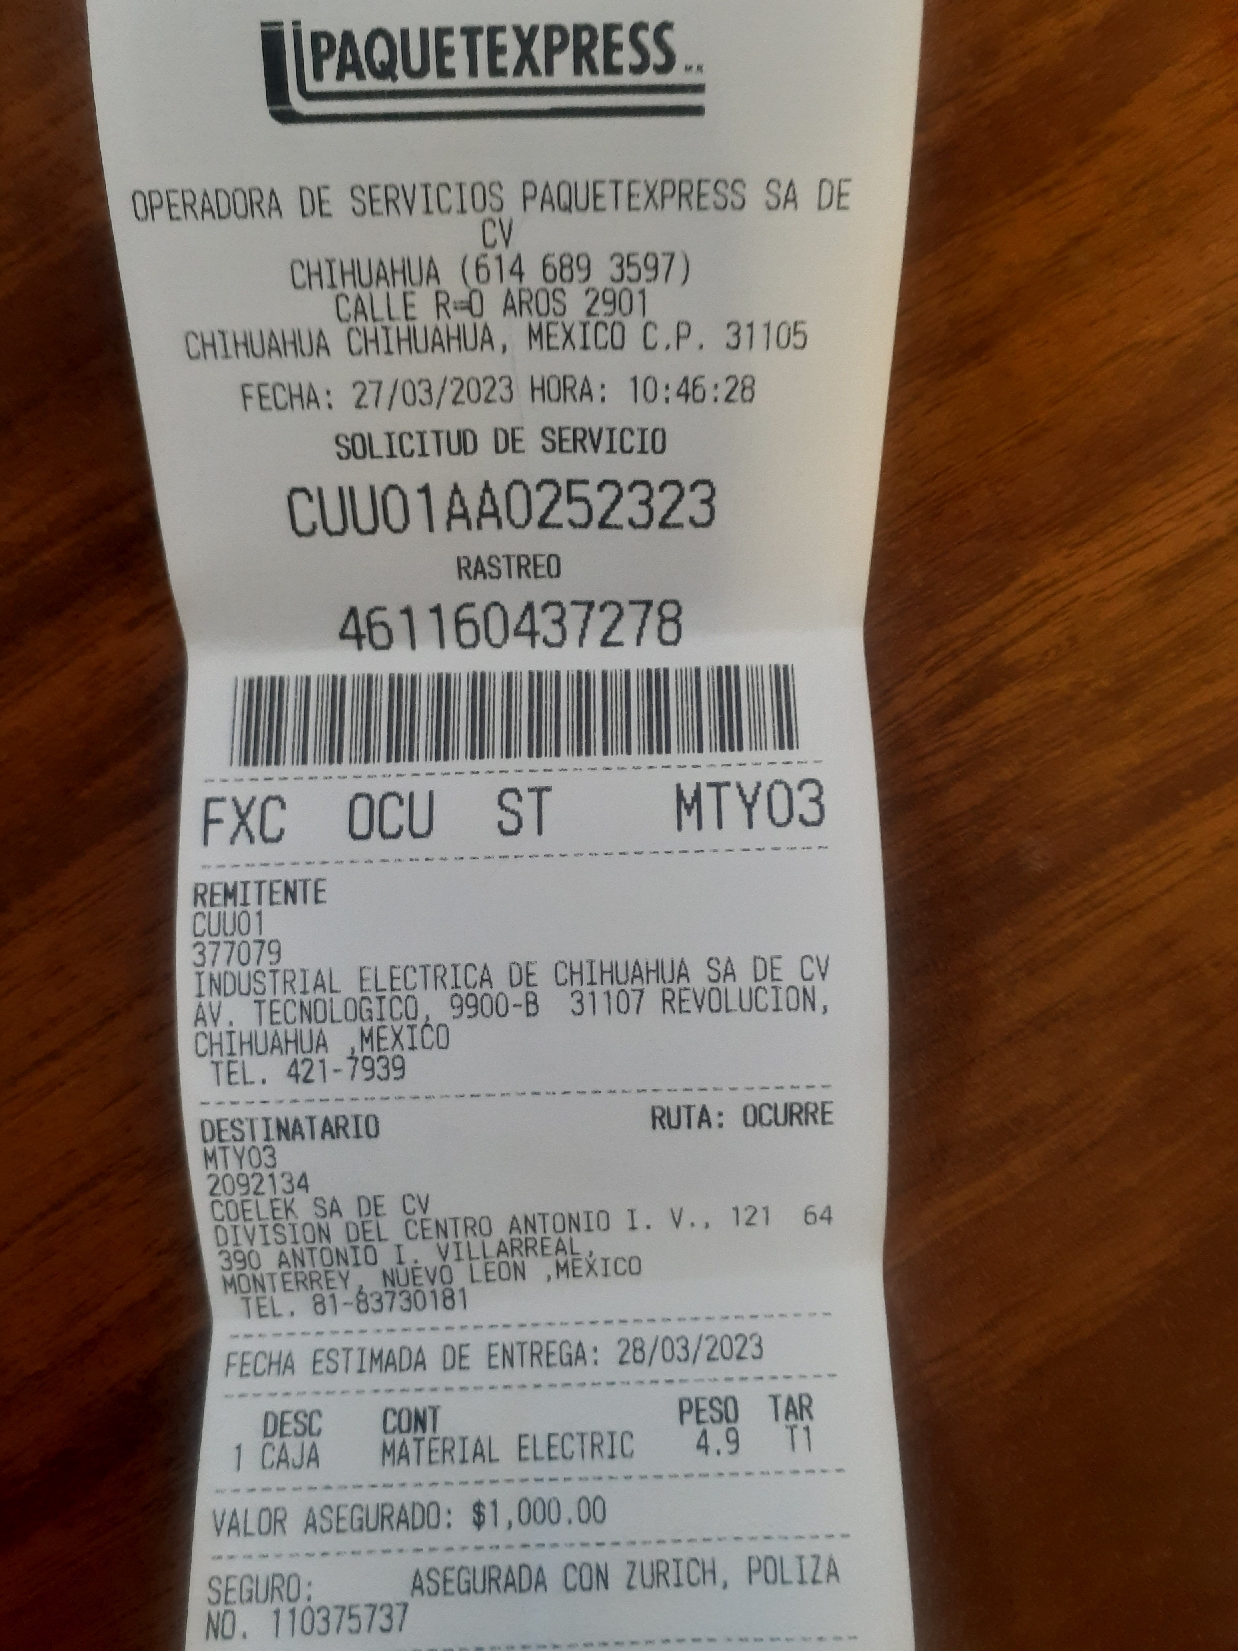 PAQUETEXPRESS
OPERADORA DE SERVICIOS PAQUETEXPRESS SA DE
CV
CHIHUAHUA (614 689 3597)
CALLE R=O AROS 2901
CHIHUAHUA CHIHUAHUA, MEXICO C.P. 31105
FECHA: 27/03/2023 HORA: 10:46:28
SOLICITUD DE SERVICIO
CUU01AA0252323
RASTREO
461160437278
FXC OCU ST MTY03
REMITENTE
CUU01
377079
INDUSTRIAL ELECTRICA DE CHIHUAHUA SA DE CV
AV. TECNOLOGICO, 9900-B 31107 REVOLUCION,
CHIHUAHUA ,MEXICO
TEL. 421-7939
DESTINATARIO RUTA: OCURRE
MTY03
2092134
COELEK SA DE CV
DIVISION DEL CENTRO ANTONIO I. V., 121 64
390 ANTONIO I. VILLARREAL,
MONTERREY, NUEVO LEON ,MEXICO
TEL. 81-83730181
FECHA ESTIMADA DE ENTREGA: 28/03/2023
DESC CONT PESO TAR
1 CAJA MATERIAL ELECTRIC 4.9 T1
VALOR ASEGURADO: $1,000.00
SEGURO: ASEGURADA CON ZURICH, POLIZA
NO. 110375737